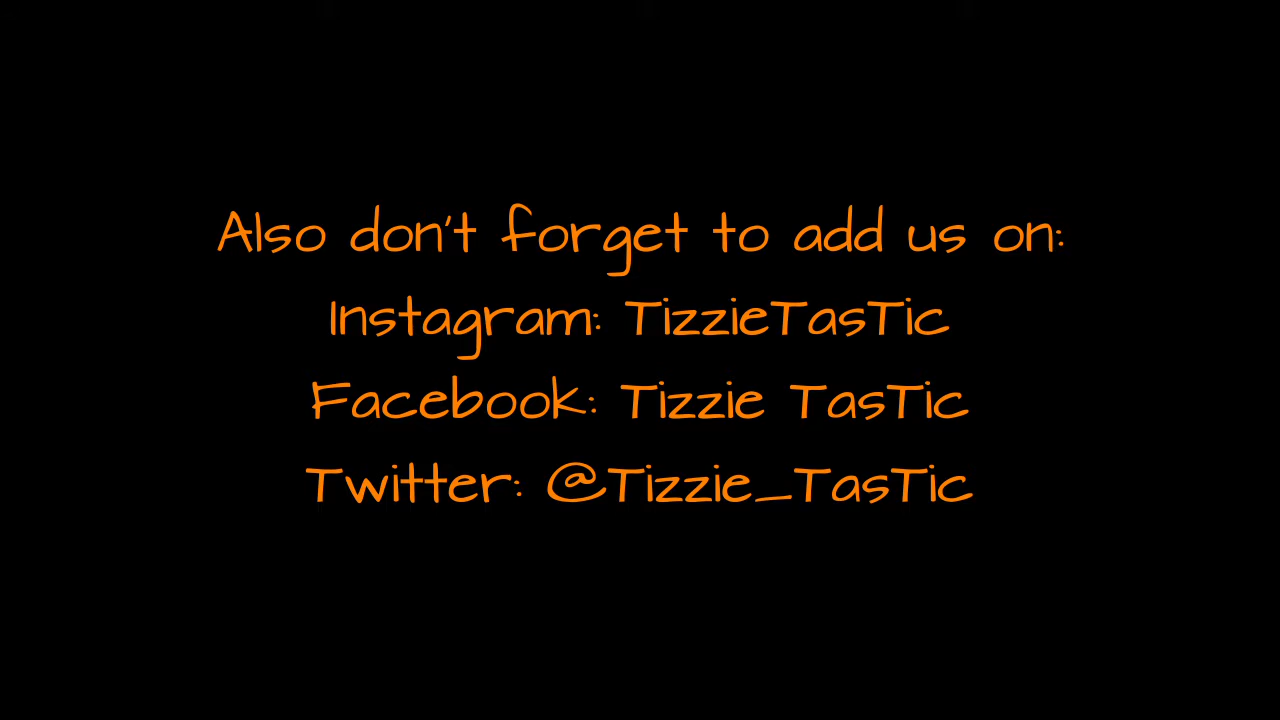 Also don't forget to add us on:
Instagram: TizzieTasTic
Facebook: Tizzie TasTic
Twitter: @Tizzie_TasTic